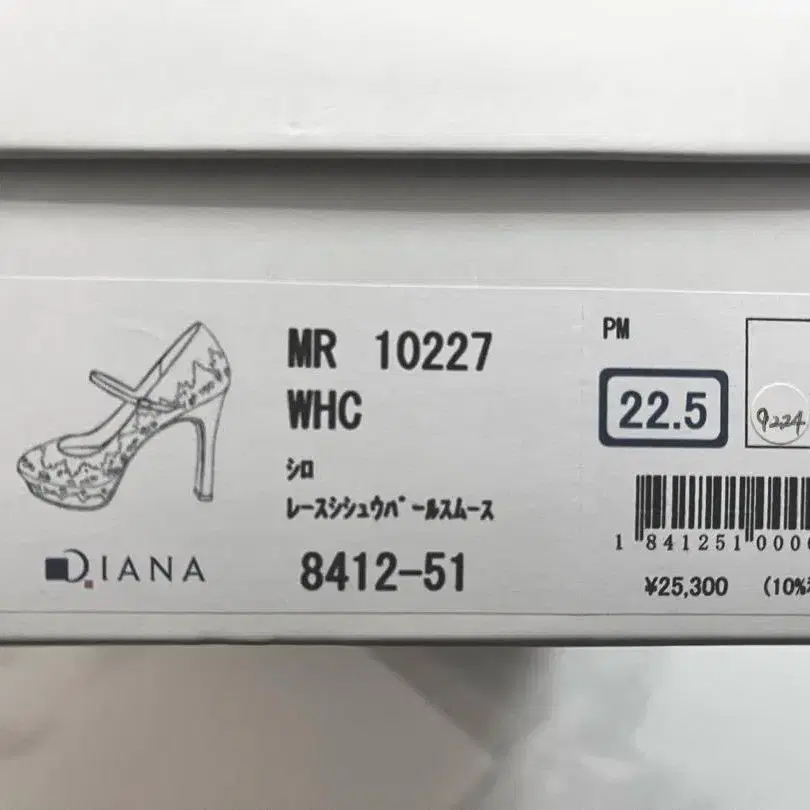 MR 10227
WHC
シロ
レースシシュウパールスムース
8412-51
DIANA
PM
22.5
9224
1 841251 000
¥25,300 (10%